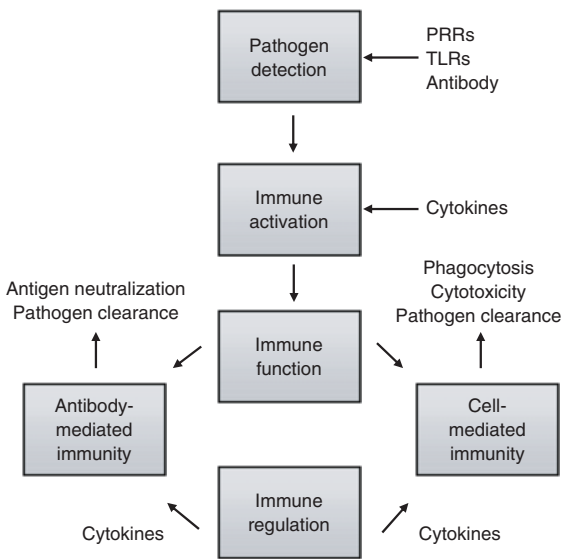 Pathogen
detection
PRRs
TLRs
Antibody
Immune
activation
Cytokines
Antigen neutralization
Pathogen clearance
Phagocytosis
Cytotoxicity
Pathogen clearance
Immune
function
Antibody-
mediated
immunity
Cell-
mediated
immunity
Immune
regulation
Cytokines
Cytokines